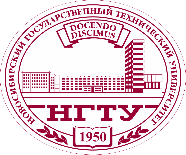 НОВОСИБИРСКИЙ ГОСУДАРСТВЕННЫЙ ТЕХНИЧЕСКИЙ УНИВЕРСИТЕТ
DOCENDO
DISCIMUS
НГТУ
1950